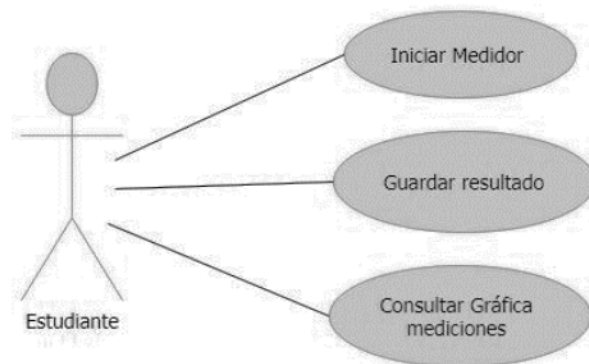 Iniciar Medidor
Guardar resultado
Consultar Gráfica
mediciones
Estudiante